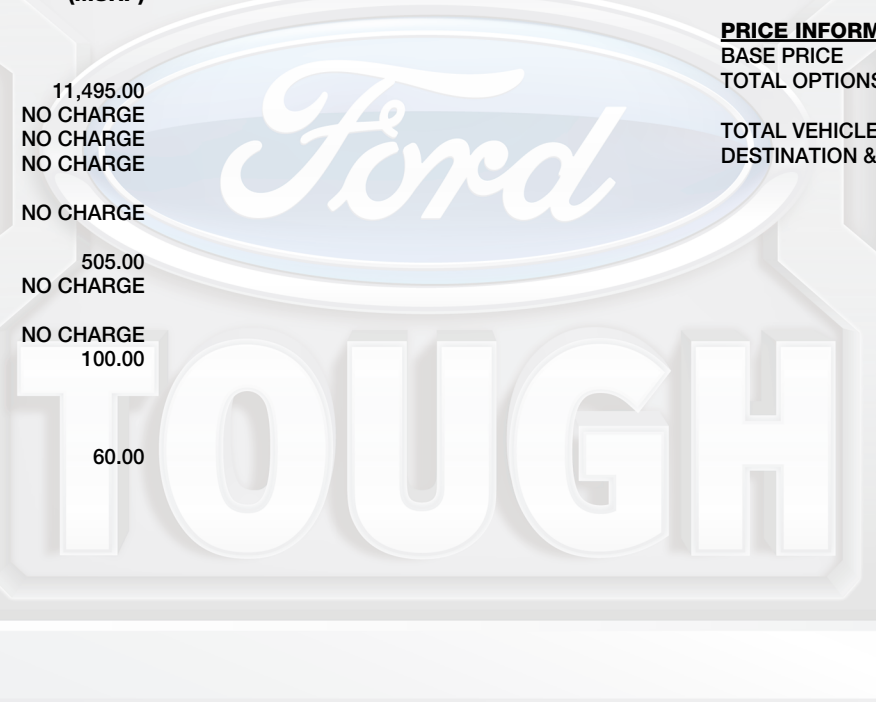 (MSRP)
11,495.00
NO CHARGE
NO CHARGE
NO CHARGE
NO CHARGE
505.00
NO CHARGE
NO CHARGE
100.00
60.00
PRICE INFORM
BASE PRICE
TOTAL OPTIONS
TOTAL VEHICLE
DESTINATION &
Ford
TOUGH